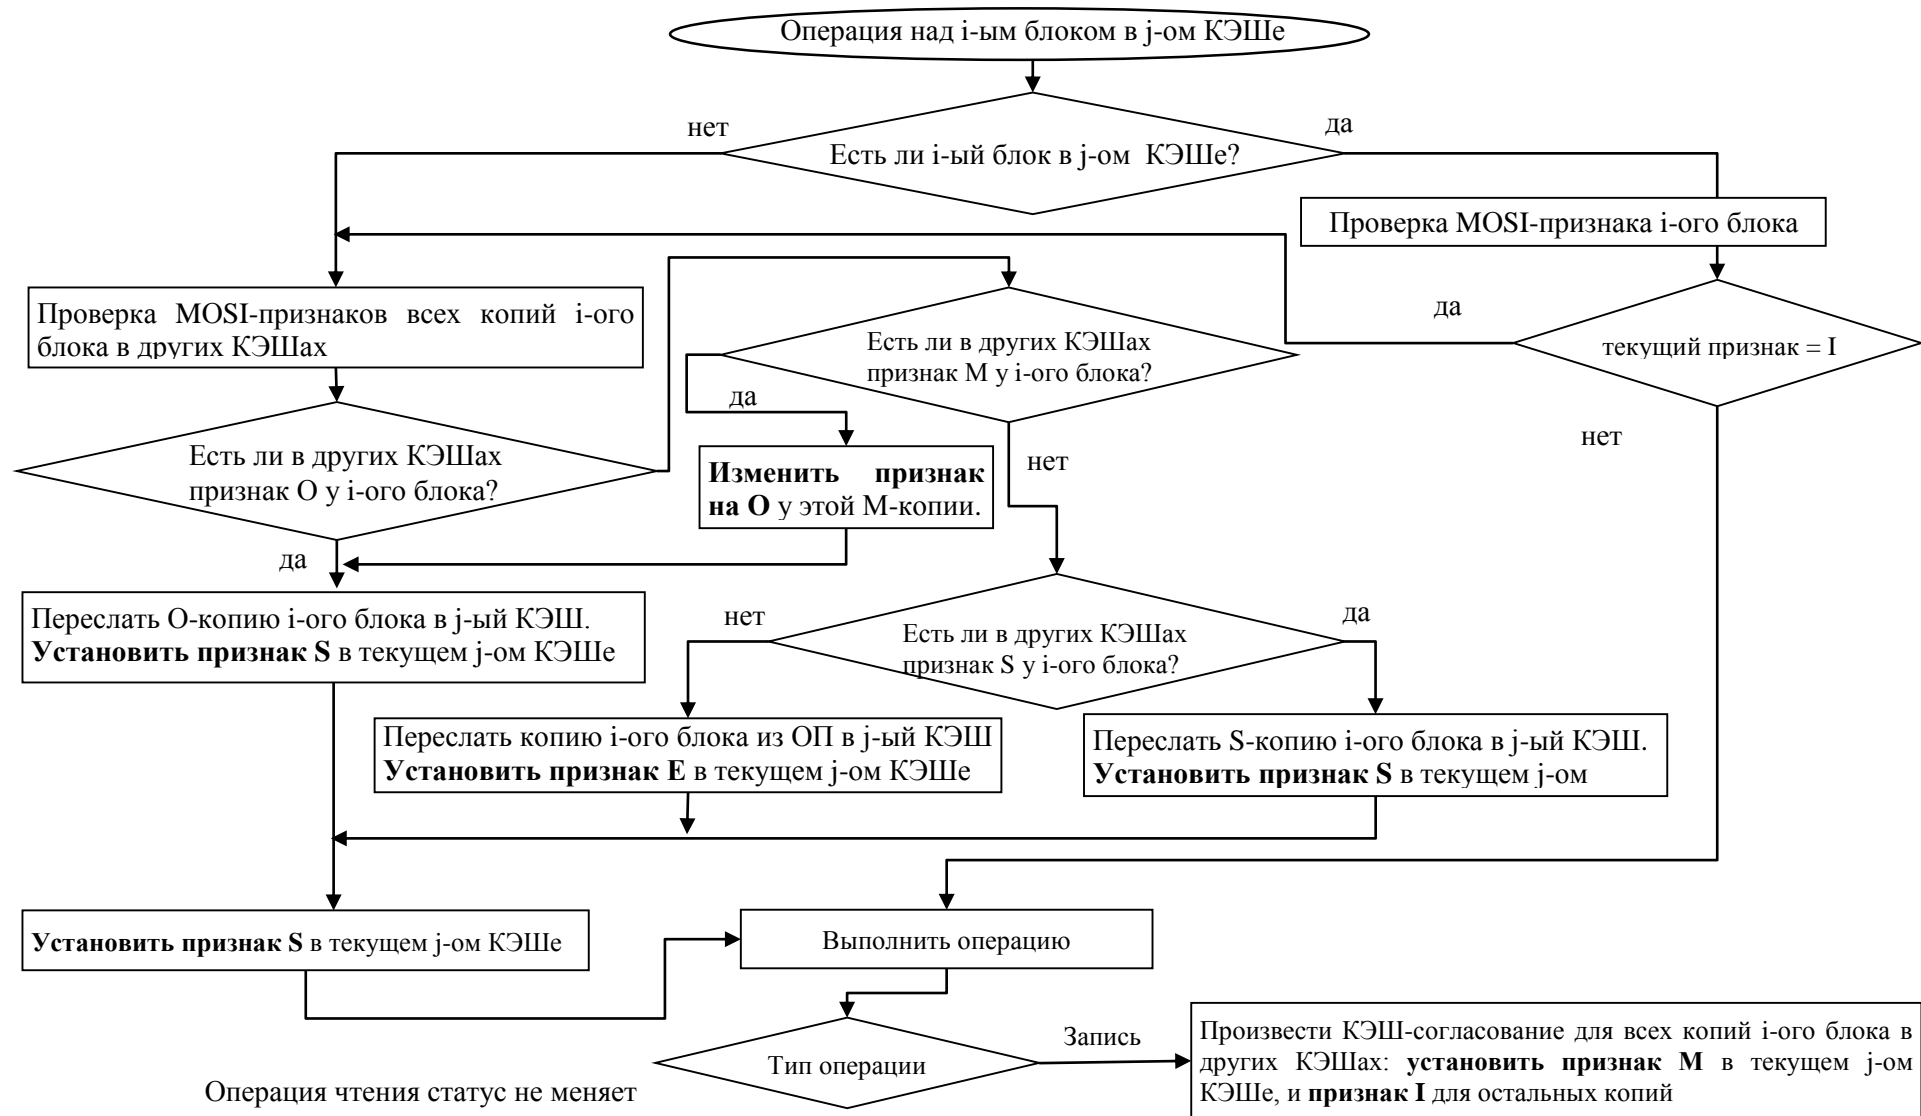 Операция над i-ым блоком в j-ом КЭШе
нет
да
Есть ли i-ый блок в j-ом КЭШе?
Проверка MOSI-признака i-ого блока
Проверка MOSI-признаков всех копий i-ого
блока в других КЭШах
Есть ли в других КЭШах
признак M у i-ого блока?
да
текущий признак = I
да
нет
Есть ли в других КЭШах
признак O у i-ого блока?
Изменить признак
на O у этой M-копии.
нет
да
Переслать O-копию i-ого блока в j-ый КЭШ.
Установить признак S в текущем j-ом КЭШе
нет
да
Есть ли в других КЭШах
признак S у i-ого блока?
Переслать копию i-ого блока из ОП в j-ый КЭШ
Установить признак E в текущем j-ом КЭШе
Переслать S-копию i-ого блока в j-ый КЭШ.
Установить признак S в текущем j-ом
Установить признак S в текущем j-ом КЭШе
Выполнить операцию
Тип операции
Запись
Произвести КЭШ-согласование для всех копий i-ого блока в
других КЭШах: установить признак M в текущем j-ом
КЭШе, и признак I для остальных копий
Операция чтения статус не меняет